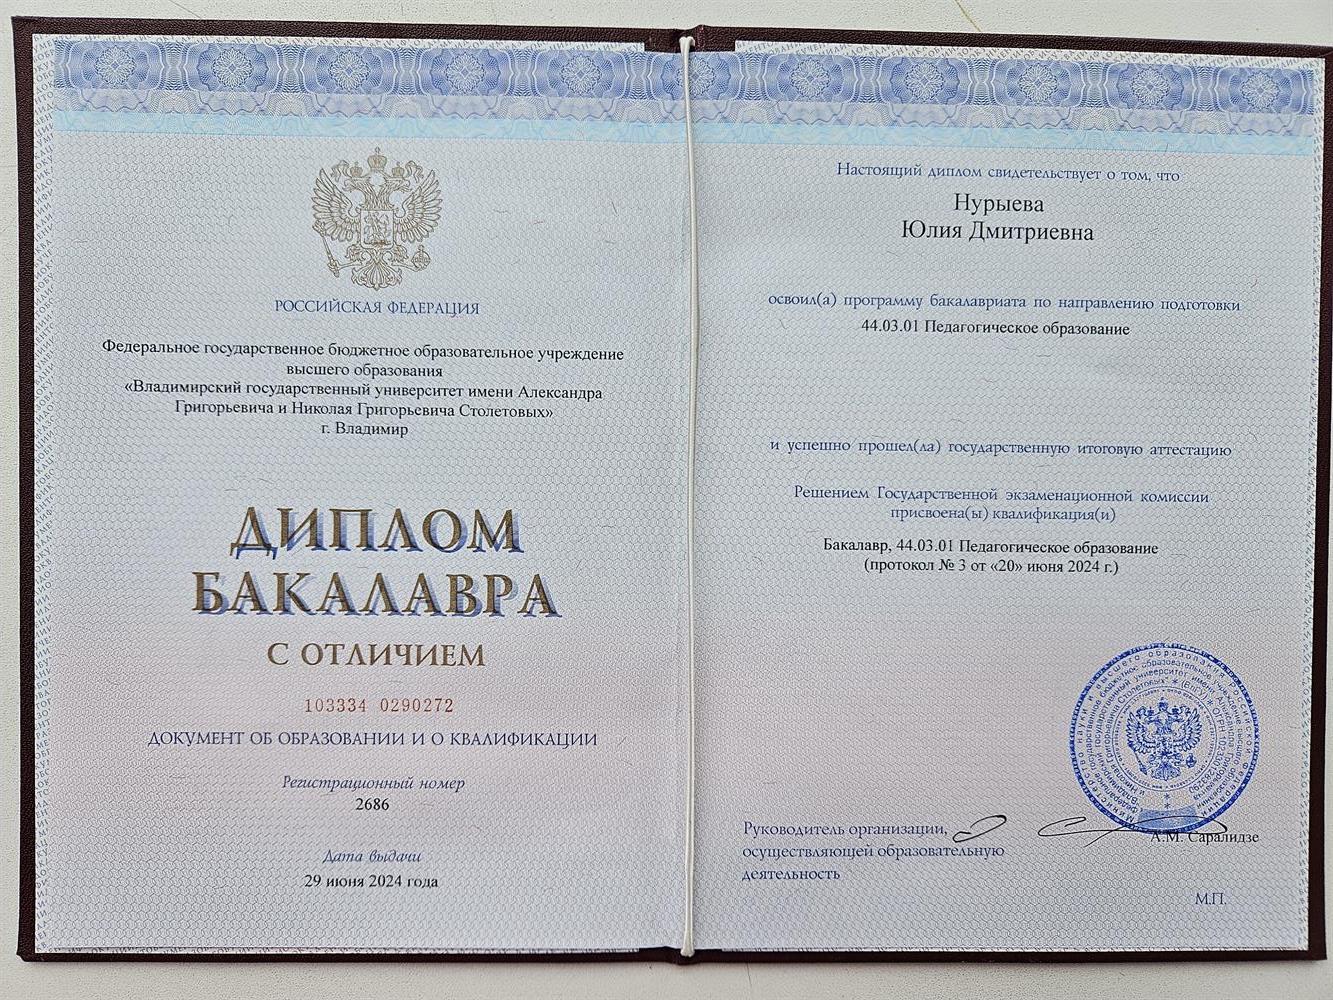 РОССИЙСКАЯ ФЕДЕРАЦИЯ
Федеральное государственное бюджетное образовательное учреждение
высшего образования
«Владимирский государственный университет имени Александра
Григорьевича и Николая Григорьевича Столетовых»
г. Владимир
ДИПЛОМ
БАКАЛАВРА
С ОТЛИЧИЕМ
103334 0290272
ДОКУМЕНТ ОБ ОБРАЗОВАНИИ И О КВАЛИФИКАЦИИ
Регистрационный номер
2686
Дата выдачи
29 июня 2024 года
Настоящий диплом свидетельствует о том, что
Нурыева
Юлия Дмитриевна
освоил(а) программу бакалавриата по направлению подготовки
44.03.01 Педагогическое образование
и успешно прошел(ла) государственную итоговую аттестацию
Решением Государственной экзаменационной комиссии
присвоена(ы) квалификация(и)
Бакалавр, 44.03.01 Педагогическое образование
(протокол № 3 от «20» июня 2024 г.)
Руководитель организации,
осуществляющей образовательную
деятельность
А.М. Саралидзе
М.П.